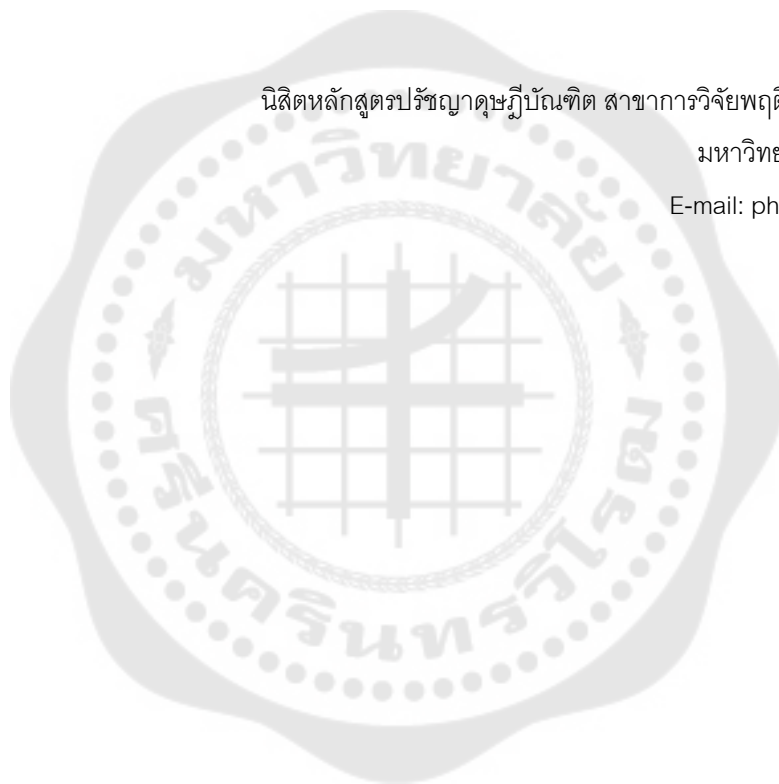 นิสิตหลักสูตรปรัชญาดุษฎีบัณฑิต สาขาการวิจัยพฤติ
มหาวิทย
E-mail: ph
มหาวิทยาลัย
ศรีนครินทรวิโรฒ